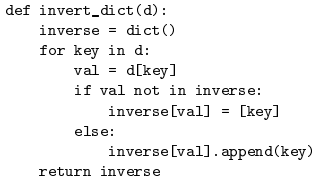 def invert_dict(d):
    inverse = dict()
    for key in d:
        val = d[key]
        if val not in inverse:
            inverse[val] = [key]
        else:
            inverse[val].append(key)
    return inverse